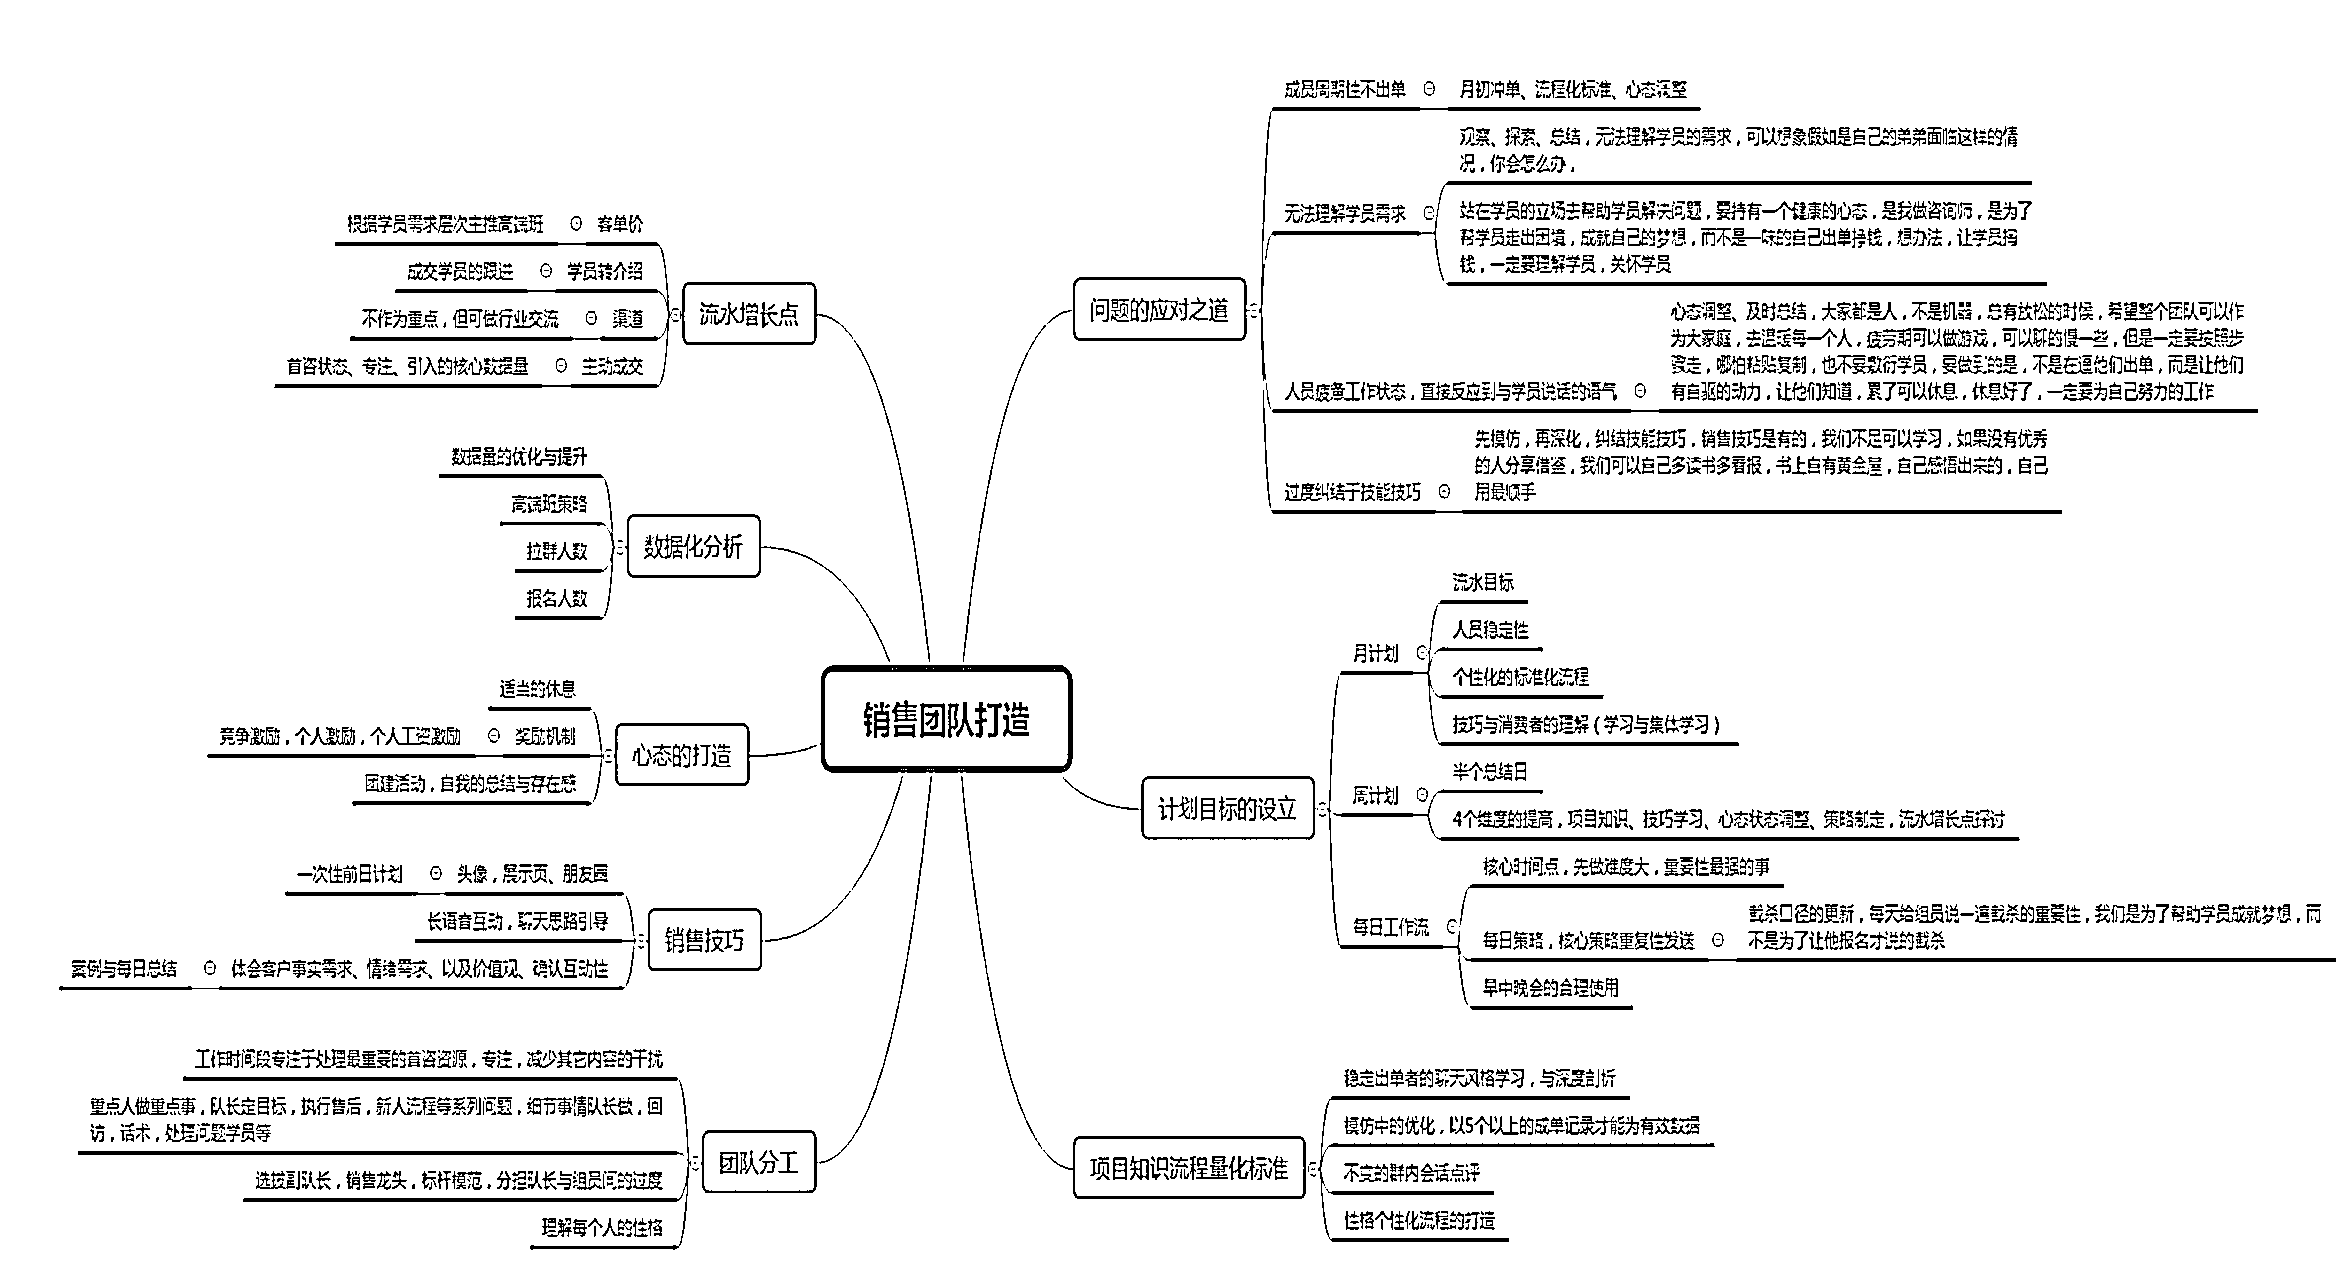 销售团队打造
问题的应对之道
成员周期性不出单
月初冲单、流程化标准、心态调整
无法理解学员需求
观察、探索、总结，无法理解学员的需求，可以想象假如是自己的弟弟面临这样的情
况，你会怎么办，
站在学员的立场去帮助学员解决问题，要持有一个健康的心态，是我做咨询师，是为了
帮学员走出困境，成就自己的梦想，而不是一味的自己出单挣钱，想办法，让学员掏
钱，一定要理解学员，关怀学员
人员疲惫工作状态，直接反应到与学员说话的语气
心态调整、及时总结，大家都是人，不是机器，总有放松的时候，希望整个团队可以作
为大家庭，去温暖每一个人，疲劳期可以做游戏，可以聊的慢一些，但是一定要按照步
骤走，哪怕粘贴复制，也不要敷衍学员，要做到的是，不是在逼他们出单，而是让他们
有自驱的动力，让他们知道，累了可以休息，休息好了，一定要为自己努力的工作
过度纠结于技能技巧
先模仿，再深化，纠结技能技巧，销售技巧是有的，我们不足可以学习，如果没有优秀
的人分享借鉴，我们可以自己多读书多看报，书上自有黄金屋，自己感悟出来的，自己
用最顺手
计划目标的设立
月计划
流水目标
人员稳定性
个性化的标准化流程
技巧与消费者的理解（学习与集体学习）
周计划
半个总结日
4个维度的提高，项目知识、技巧学习、心态状态调整、策略制定，流水增长点探讨
每日工作流
核心时间点，先做难度大，重要性最强的事
每日策略，核心策略重复性发送
截杀口径的更新，每天给组员说一遍截杀的重要性，我们是为了帮助学员成就梦想，而
不是为了让他报名才说的截杀
早中晚会的合理使用
项目知识流程量化标准
稳定出单者的聊天风格学习，与深度剖析
模仿中的优化，以5个以上的成单记录才能为有效数据
不变的群内会话点评
性格个性化流程的打造
流水增长点
客单价
根据学员需求层次主推高端班
学员转介绍
成交学员的跟进
渠道
不作为重点，但可做行业交流
主动成交
首咨状态、专注、引入的核心数据量
数据化分析
数据量的优化与提升
高端班策略
拉群人数
报名人数
心态的打造
适当的休息
奖励机制
竞争激励，个人激励，个人工资激励
团建活动，自我的总结与存在感
销售技巧
头像，展示页、朋友圈
一次性前日计划
长语音互动，聊天思路引导
体会客户事实需求、情绪需求、以及价值观、确认互动性
案例与每日总结
团队分工
工作时间段专注于处理最重要的首咨资源，专注，减少其它内容的干扰
重点人做重点事，队长定目标，执行售后，新人流程等系列问题，细节事情队长做，回
访，话术，处理问题学员等
选拔副队长，销售龙头，标杆模范，分担队长与组员间的过度
理解每个人的性格